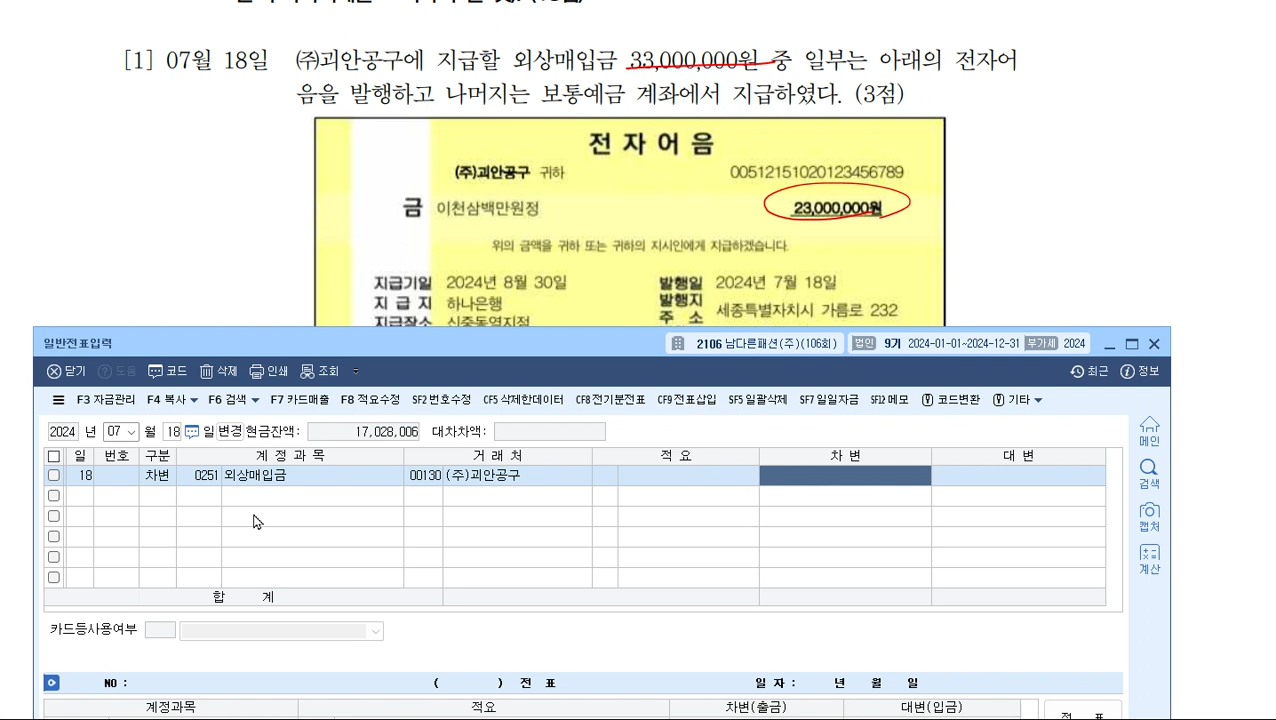 [1] 07월 18일 ㈜괴안공구에 지급할 외상매입금 33,000,000원 중 일부는 아래의 전자어
음을 발행하고 나머지는 보통예금 계좌에서 지급하였다. (3점)
전 자 어 음
(주)괴안공구 귀하 00512151020123456789
금 이천삼백만원정 23,000,000원
위의 금액을 귀하 또는 귀하의 지시인에게 지급하겠습니다.
지급기일 2024년 8월 30일 발행일 2024년 7월 18일
지 급 지 하나은행 발행지
지급장소 신중동역지점 주 소 세종특별자치시 가름로 232
일반전표입력 2106 남다른패션(주)(106회) 법인 9기 2024-01-01~2024-12-31 부가세 2024
닫기 도움 코드 삭제 인쇄 조회 최근 정보
F3 자금관리 F4 복사 F6 검색 F7 카드매출 F8 적요수정 SF2 번호수정 CF5 삭제한데이터 CF8 전기분전표 CF9 전표삽입 SF5 일괄삭제 SF7 일일자금 SF12 메모 코드변환 기타
2024 년 07 월 18 일 변경 현금잔액: 17,028,006 대차차액:
일 번호 구분 계 정 과 목 거 래 처 적 요 차 변 대 변
18 차변 0251 외상매입금 00130 (주)괴안공구
합 계
카드등사용여부
NO : ( ) 전 표 일 자 : 년 월 일
계정과목 적요 차변(출금) 대변(입금) 전 표
메인
검색
캡처
계산